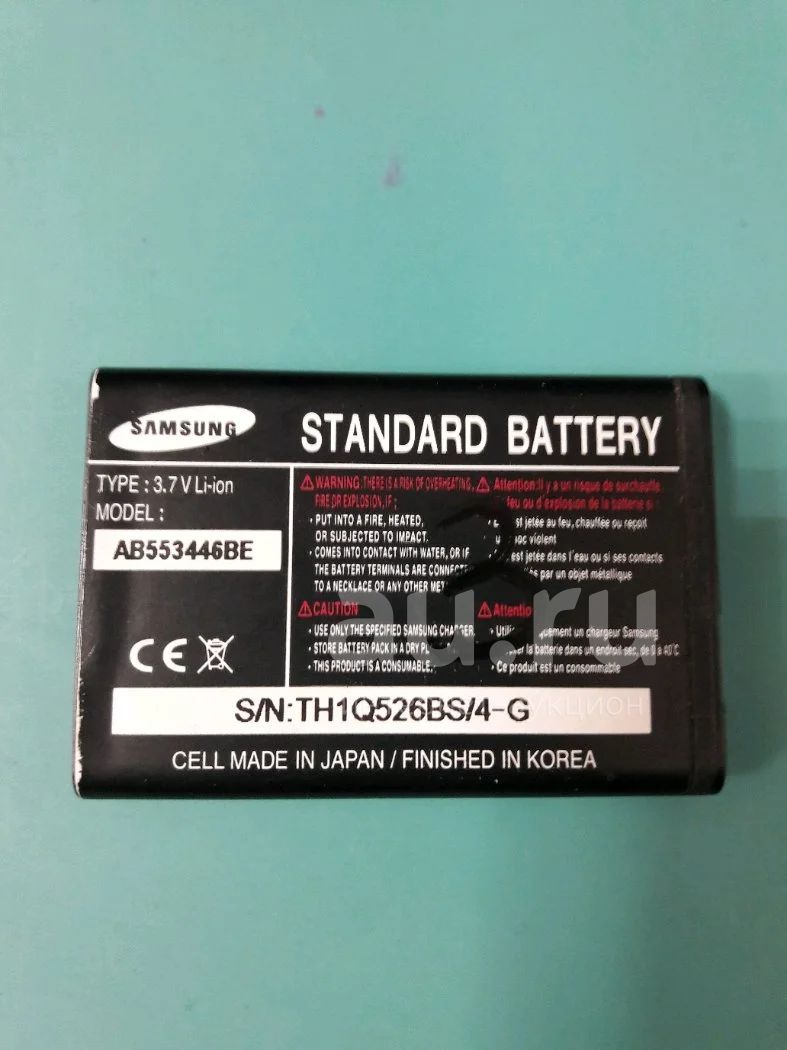 SAMSUNG
STANDARD BATTERY
TYPE : 3.7 V Li-ion
MODEL :
AB553446BE
⚠WARNING: THERE IS A RISK OF OVERHEATING,
FIRE OR EXPLOSION, IF ;
• PUT INTO A FIRE, HEATED,
OR SUBJECTED TO IMPACT.
• COMES INTO CONTACT WITH WATER, OR IF
THE BATTERY TERMINALS ARE CONNECTED
TO A NECKLACE OR ANY OTHER
⚠CAUTION
• USE ONLY THE SPECIFIED SAMSUNG CHARGER.
• STORE BATTERY PACK IN A DRY
• THIS PRODUCT IS A CONSUMABLE.
⚠Attention:Il y a un risque de surchauffe
feu ou d'explosion de la batterie si
est jetée au feu, chauffée ou reçoit
violent
est jetée dans l'eau ou si ses contacts
par un objet métallique
⚠
un chargeur Samsung
la batterie dans un endroit sec, de 0 à 40°C
• Ce produit est un consommable
CE
S/N:TH1Q526BS/4-G
CELL MADE IN JAPAN / FINISHED IN KOREA
au.ru